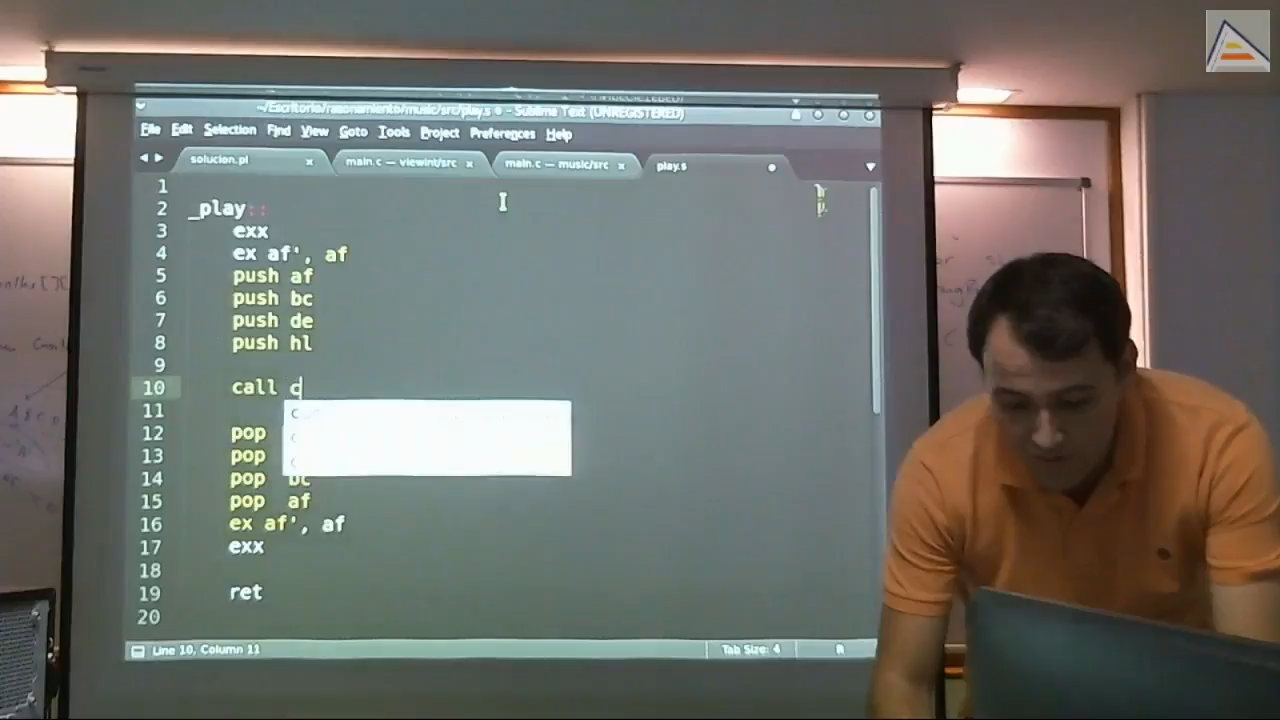 ~/Escritorio/razonamiento/music/src/play.s • - Sublime Text (UNREGISTERED)
File Edit Selection Find View Goto Tools Project Preferences Help
solucion.pl × main.c — viewint/src × main.c — music/src × play.s
1
2 _play::
3 exx
4 ex af', af
5 push af
6 push bc
7 push de
8 push hl
9
10 call c
11
12 pop
13 pop
14 pop bc
15 pop af
16 ex af', af
17 exx
18
19 ret
20
Line 10, Column 11 Tab Size: 4 R